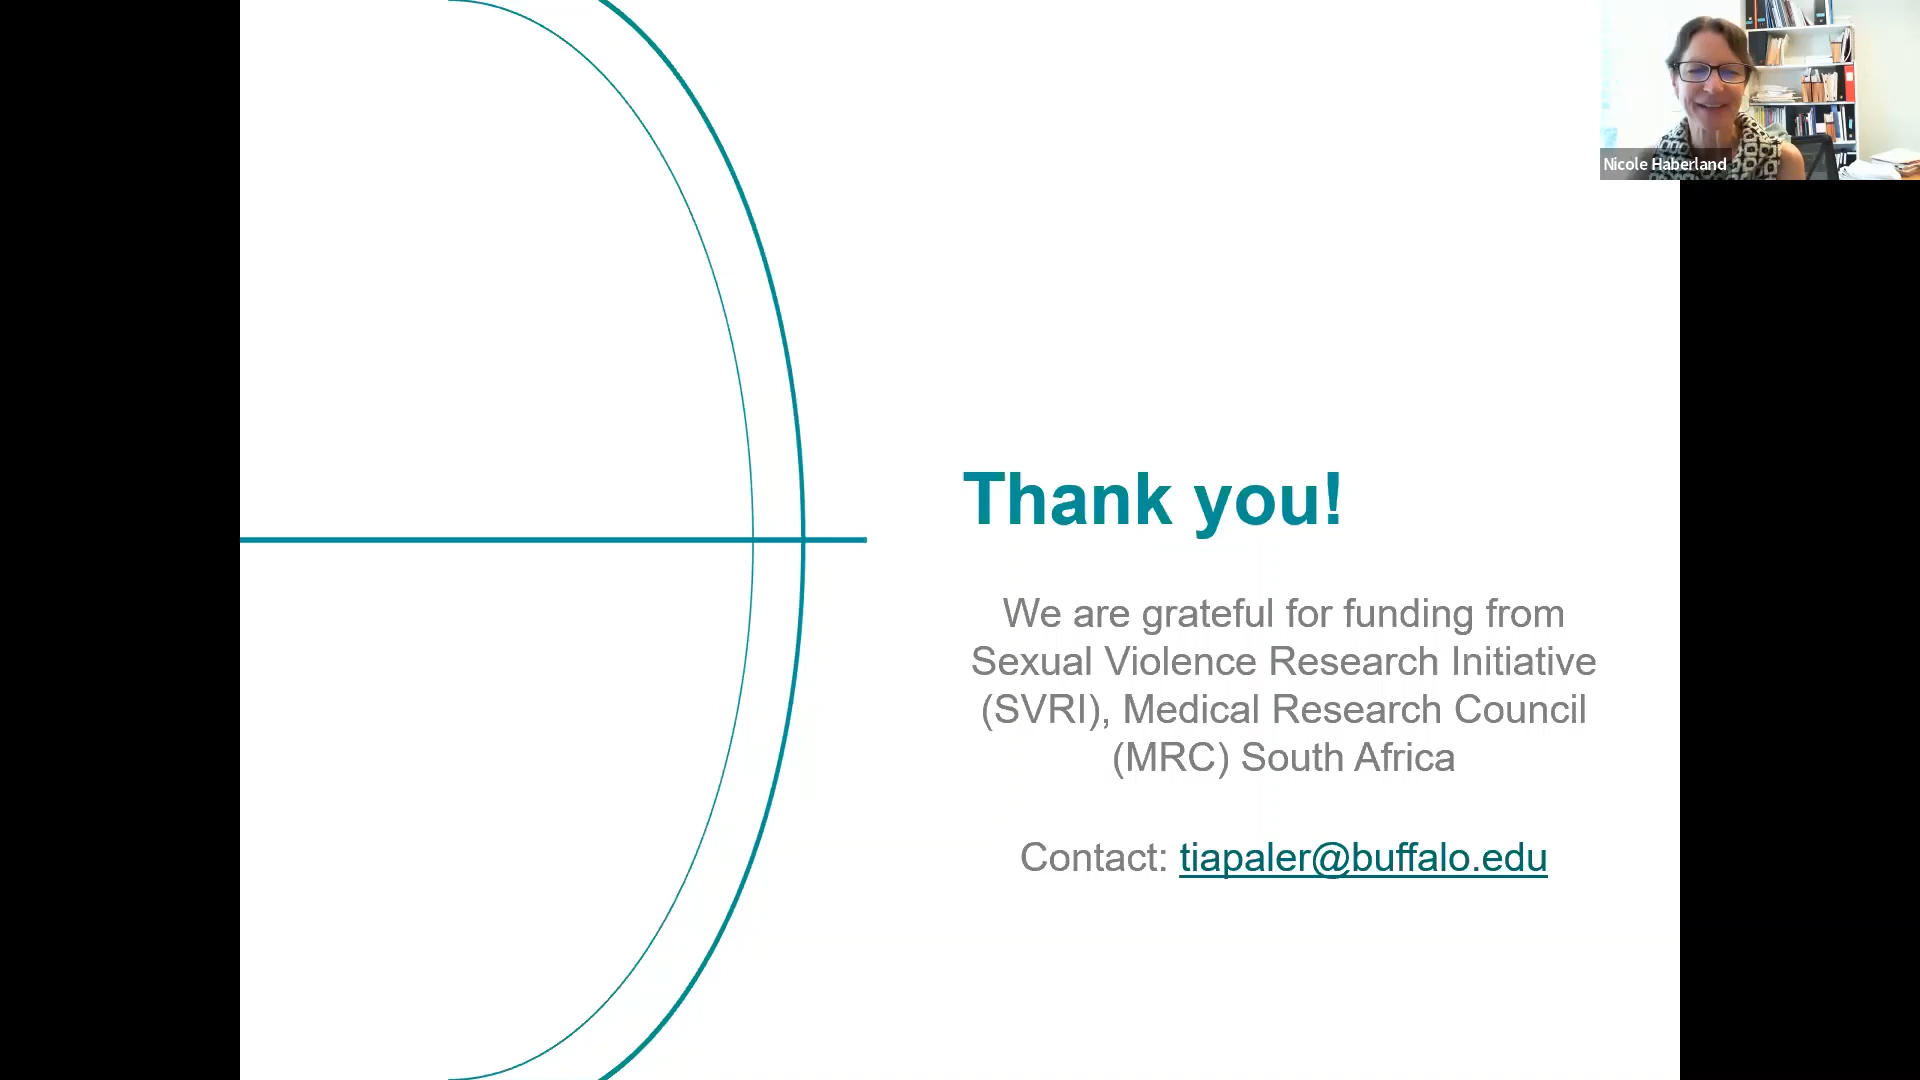 Nicole Haberland
Thank you!
We are grateful for funding from
Sexual Violence Research Initiative
(SVRI), Medical Research Council
(MRC) South Africa
Contact: tiapaler@buffalo.edu